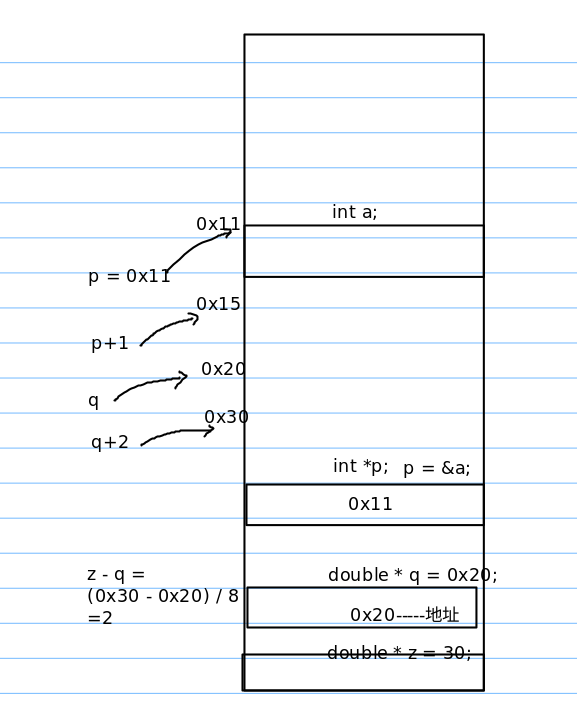 int a;
0x11
p = 0x11
0x15
p+1
0x20
q
0x30
q+2
int *p; p = &a;
0x11
z - q =
(0x30 - 0x20) / 8
=2
double * q = 0x20;
0x20-----地址
double * z = 30;